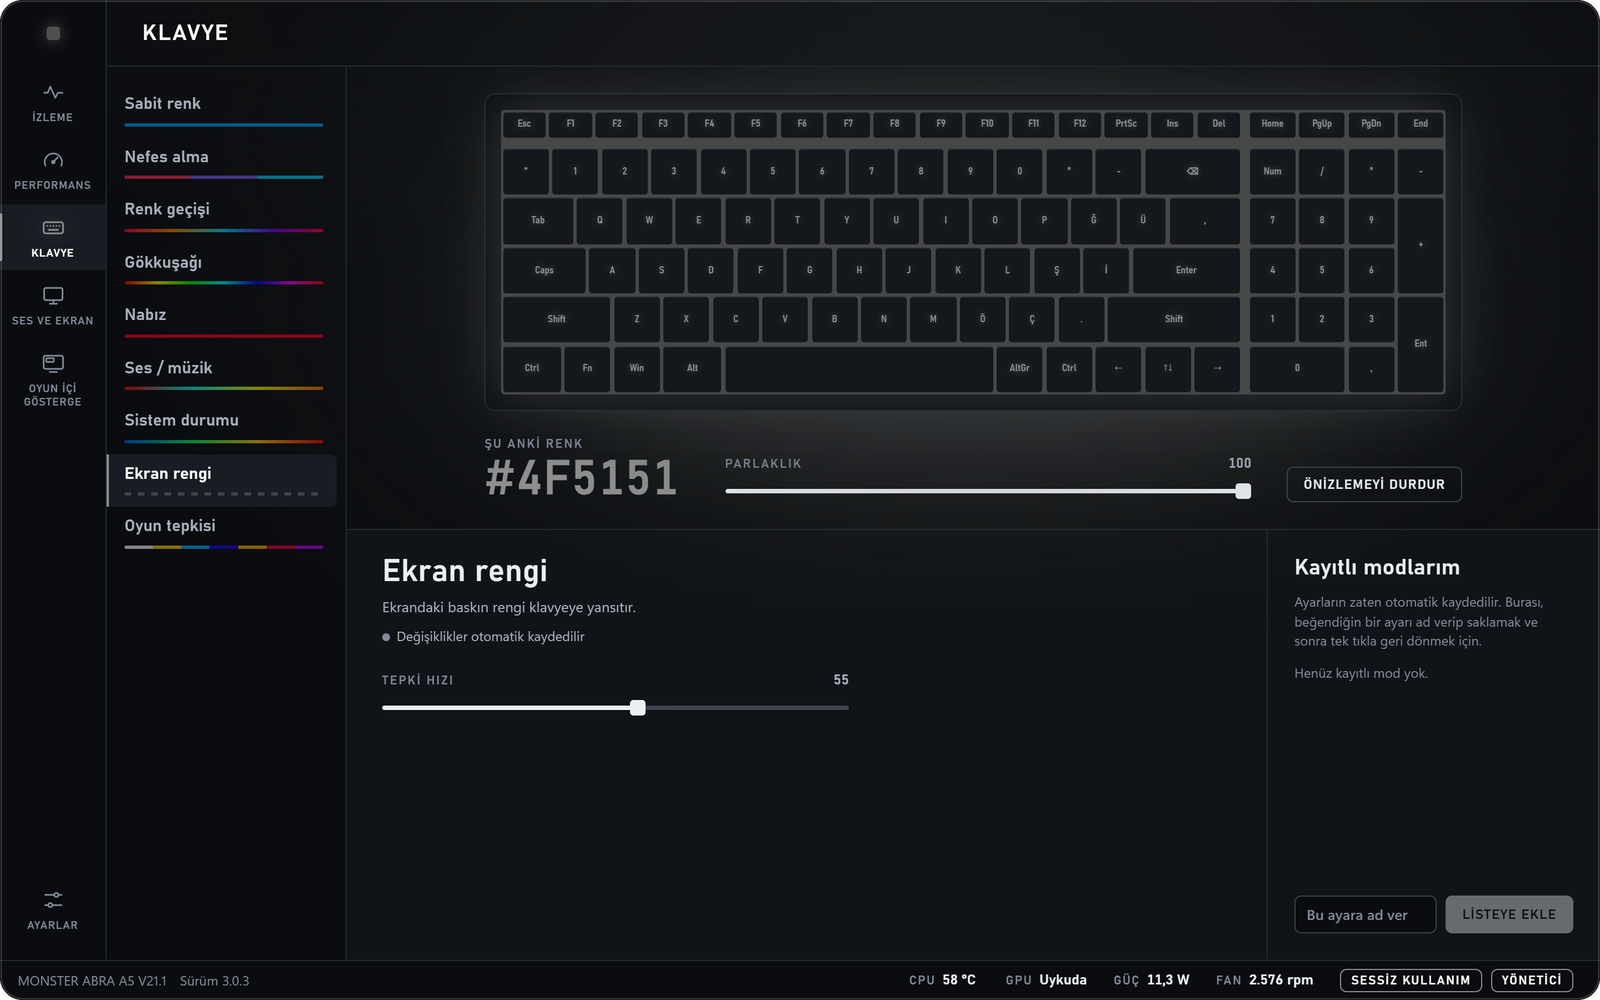 KLAVYE
İZLEME
PERFORMANS
KLAVYE
SES VE EKRAN
OYUN İÇİ
GÖSTERGE
AYARLAR
Sabit renk
Nefes alma
Renk geçişi
Gökkuşağı
Nabız
Ses / müzik
Sistem durumu
Ekran rengi
Oyun tepkisi
Esc F1 F2 F3 F4 F5 F6 F7 F8 F9 F10 F11 F12 PrtSc Ins Del Home PgUp PgDn End
" 1 2 3 4 5 6 7 8 9 0 * - ⌫ Num / * -
Tab Q W E R T Y U I O P Ğ Ü , 7 8 9 +
Caps A S D F G H J K L Ş İ Enter 4 5 6
Shift Z X C V B N M Ö Ç . Shift 1 2 3 Ent
Ctrl Fn Win Alt AltGr Ctrl ← ↑↓ → 0 ,
ŞU ANKİ RENK
#4F5151
PARLAKLIK 100
ÖNİZLEMEYİ DURDUR
Ekran rengi
Ekrandaki baskın rengi klavyeye yansıtır.
Değişiklikler otomatik kaydedilir
TEPKİ HIZI 55
Kayıtlı modlarım
Ayarların zaten otomatik kaydedilir. Burası,
beğendiğin bir ayarı ad verip saklamak ve
sonra tek tıkla geri dönmek için.
Henüz kayıtlı mod yok.
Bu ayara ad ver
LİSTEYE EKLE
MONSTER ABRA A5 V21.1 Sürüm 3.0.3
CPU 58 °C GPU Uykuda GÜÇ 11,3 W FAN 2.576 rpm SESSİZ KULLANIM YÖNETİCİ